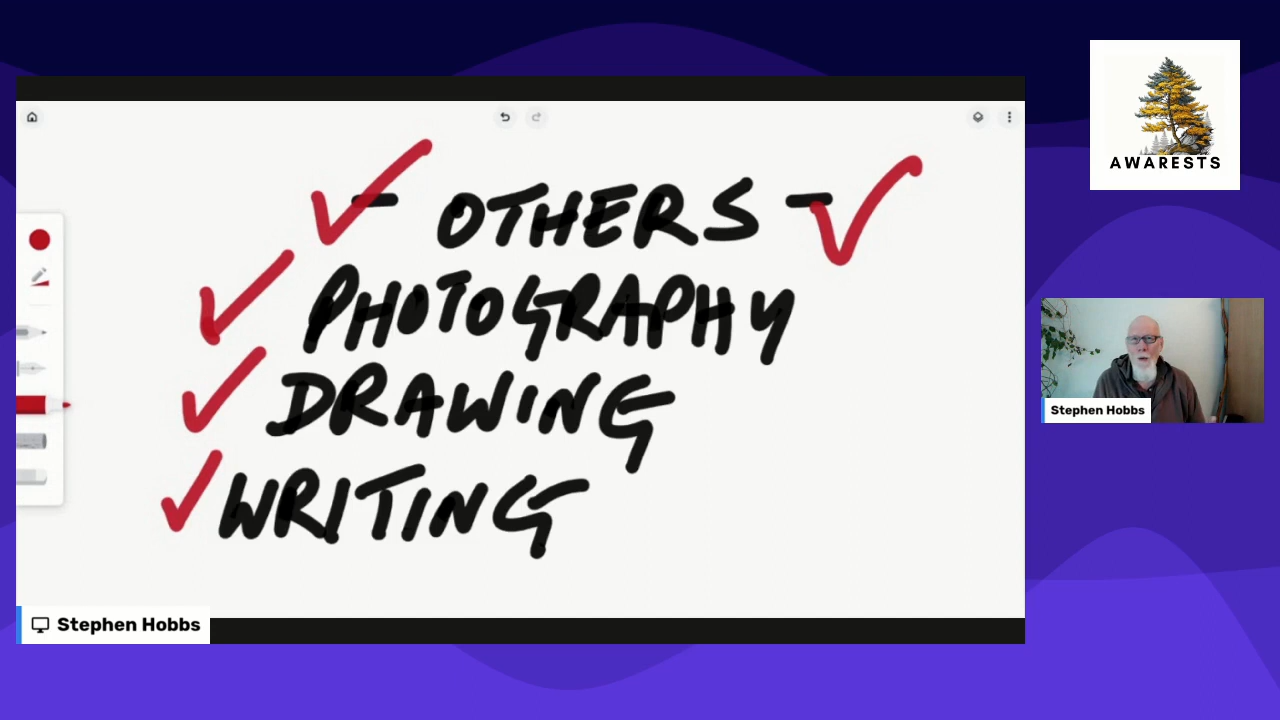 AWARESTS
- OTHERS -
PHOTOGRAPHY
DRAWING
WRITING
Stephen Hobbs
Stephen Hobbs